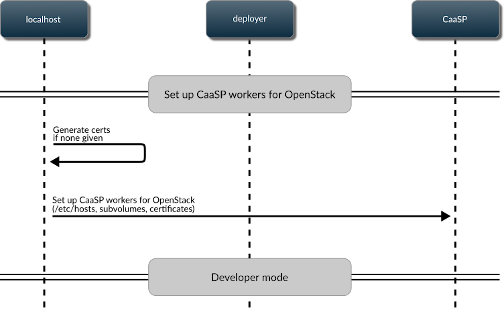 localhost
deployer
CaaSP
Set up CaaSP workers for OpenStack
Generate certs
if none given
Set up CaaSP workers for OpenStack
(/etc/hosts, subvolumes, certificates)
Developer mode